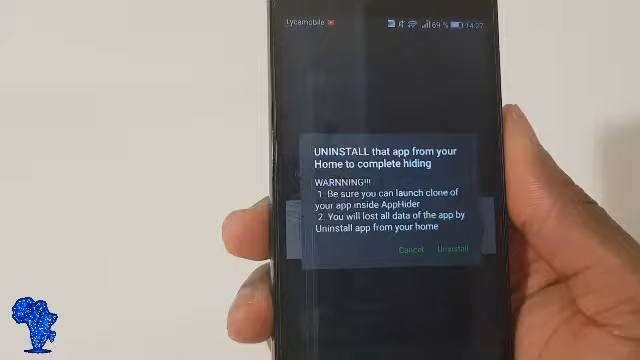 Lycamobile
69 % 14:27
UNINSTALL that app from your
Home to complete hiding
WARNNING!!!
1. Be sure you can launch clone of
your app inside AppHider
2. You will lost all data of the app by
Uninstall app from your home
Cancel Uninstall